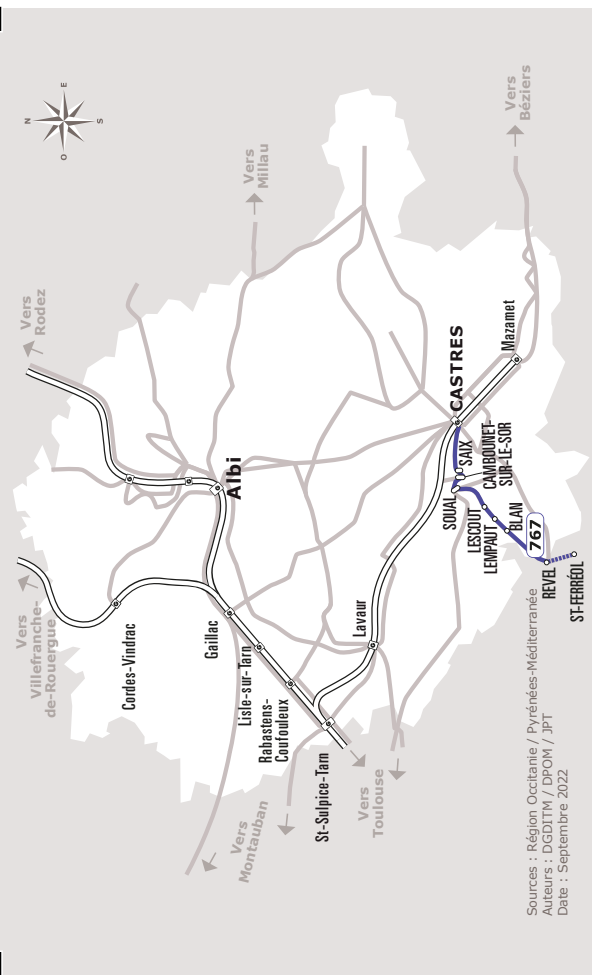 N
E
S
O
Vers
Rodez
Vers
Millau
Vers
Béziers
Vers
Villefranche-
de-Rouergue
Cordes-Vindrac
Albi
Gaillac
Lisle-sur-Tarn
Rabastens-
Coufouleux
St-Sulpice-Tarn
Vers
Montauban
Vers
Toulouse
Lavaur
CASTRES
Mazamet
SAIX
CAMBOUNET-
SUR-LE-SOR
SOUAL
LESCOUT
LEMPAUT
BLAN
767
REVEL
ST-FERRÉOL
Sources : Région Occitanie / Pyrénées-Méditerranée
Auteurs : DGDITM / DPOM / JPT
Date : Septembre 2022